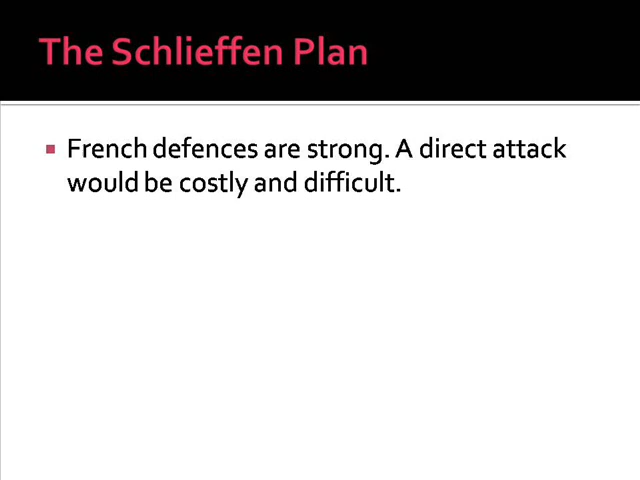 The Schlieffen Plan
French defences are strong. A direct attack
would be costly and difficult.